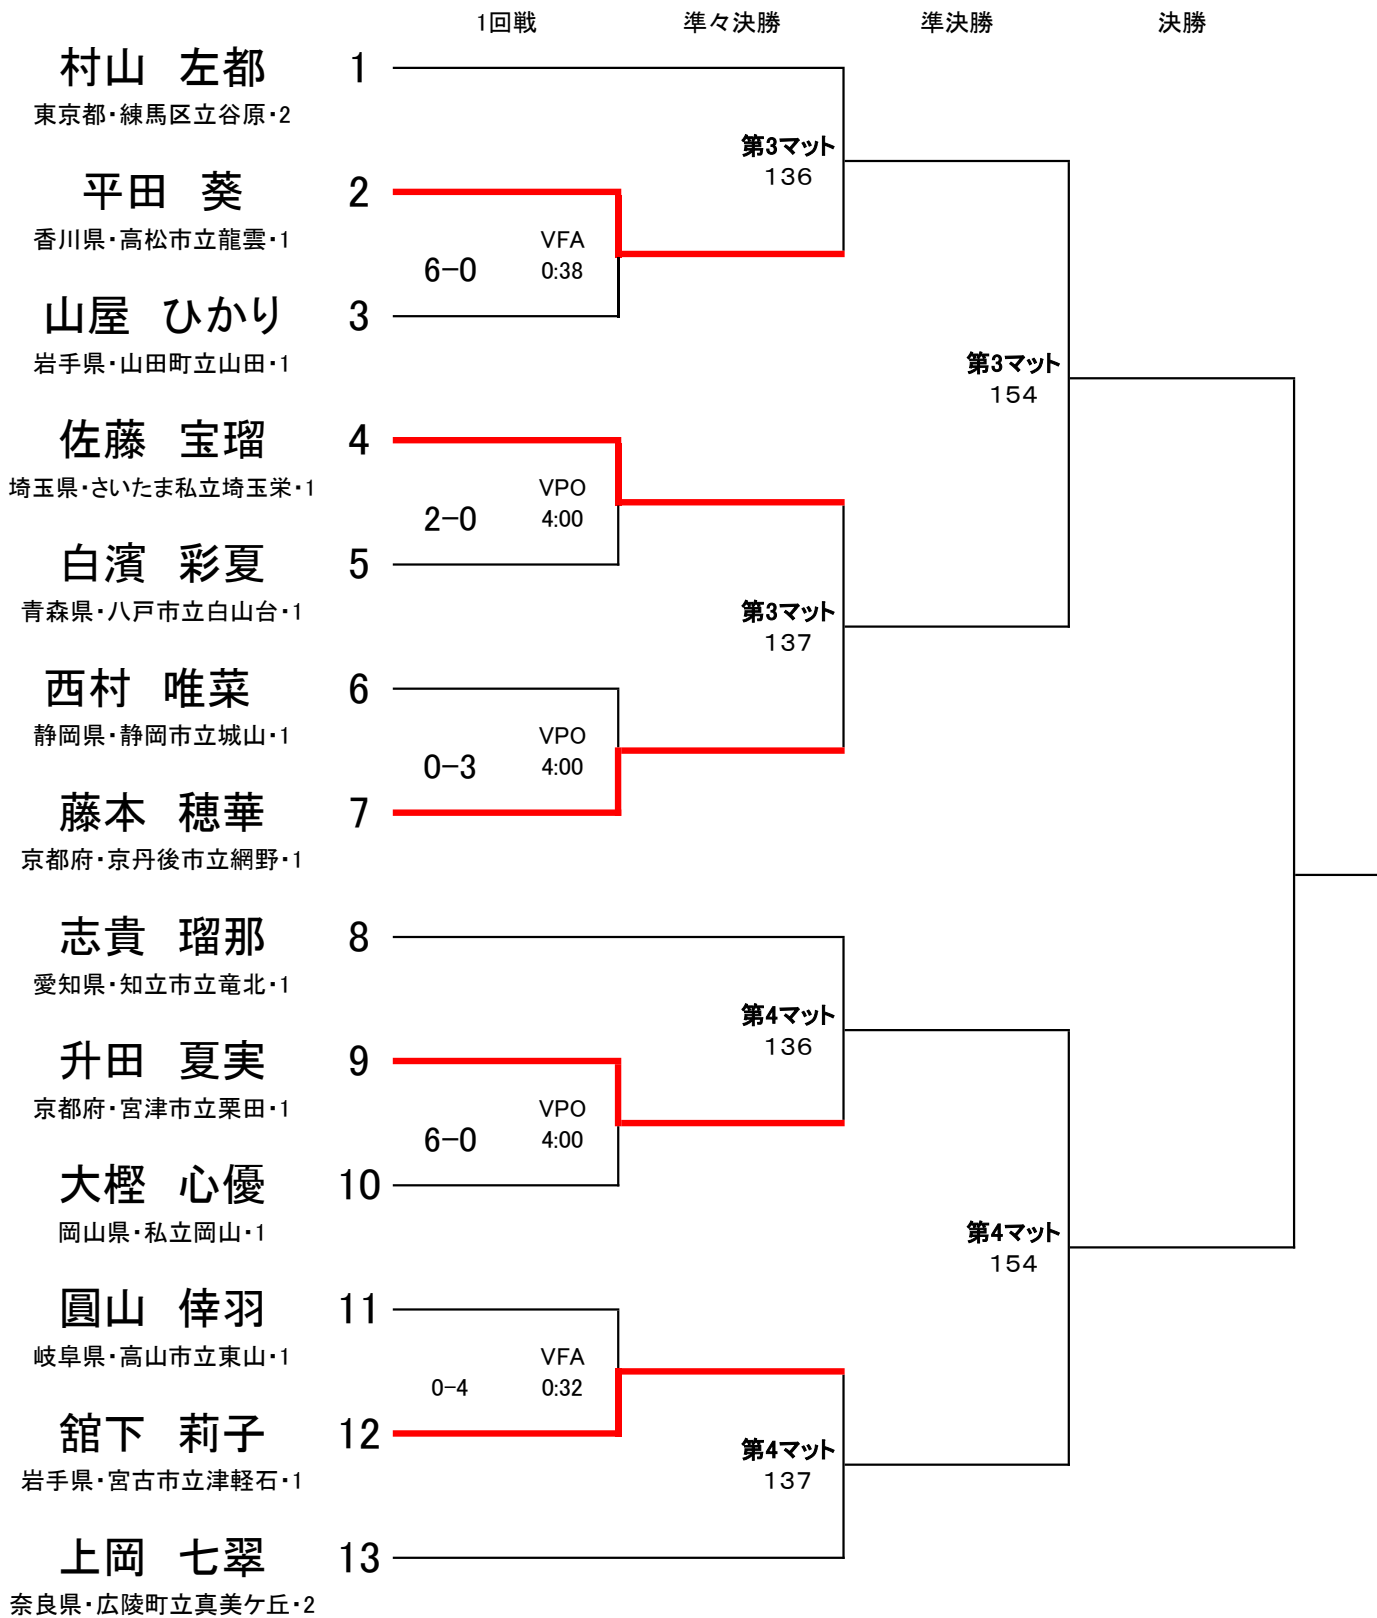 1回戦 準々決勝 準決勝 決勝
村山 左都 1
東京都・練馬区立谷原・2
第3マット
136
平田 葵 2
香川県・高松市立龍雲・1
6-0 VFA 0:38
山屋 ひかり 3
岩手県・山田町立山田・1
第3マット
154
佐藤 宝瑠 4
埼玉県・さいたま私立埼玉栄・1
2-0 VPO 4:00
白濱 彩夏 5
青森県・八戸市立白山台・1
第3マット
137
西村 唯菜 6
静岡県・静岡市立城山・1
0-3 VPO 4:00
藤本 穂華 7
京都府・京丹後市立網野・1
志貴 瑠那 8
愛知県・知立市立竜北・1
第4マット
136
升田 夏実 9
京都府・宮津市立栗田・1
6-0 VPO 4:00
大樫 心優 10
岡山県・私立岡山・1
第4マット
154
圓山 倖羽 11
岐阜県・高山市立東山・1
0-4 VFA 0:32
舘下 莉子 12
岩手県・宮古市立津軽石・1
第4マット
137
上岡 七翠 13
奈良県・広陵町立真美ケ丘・2